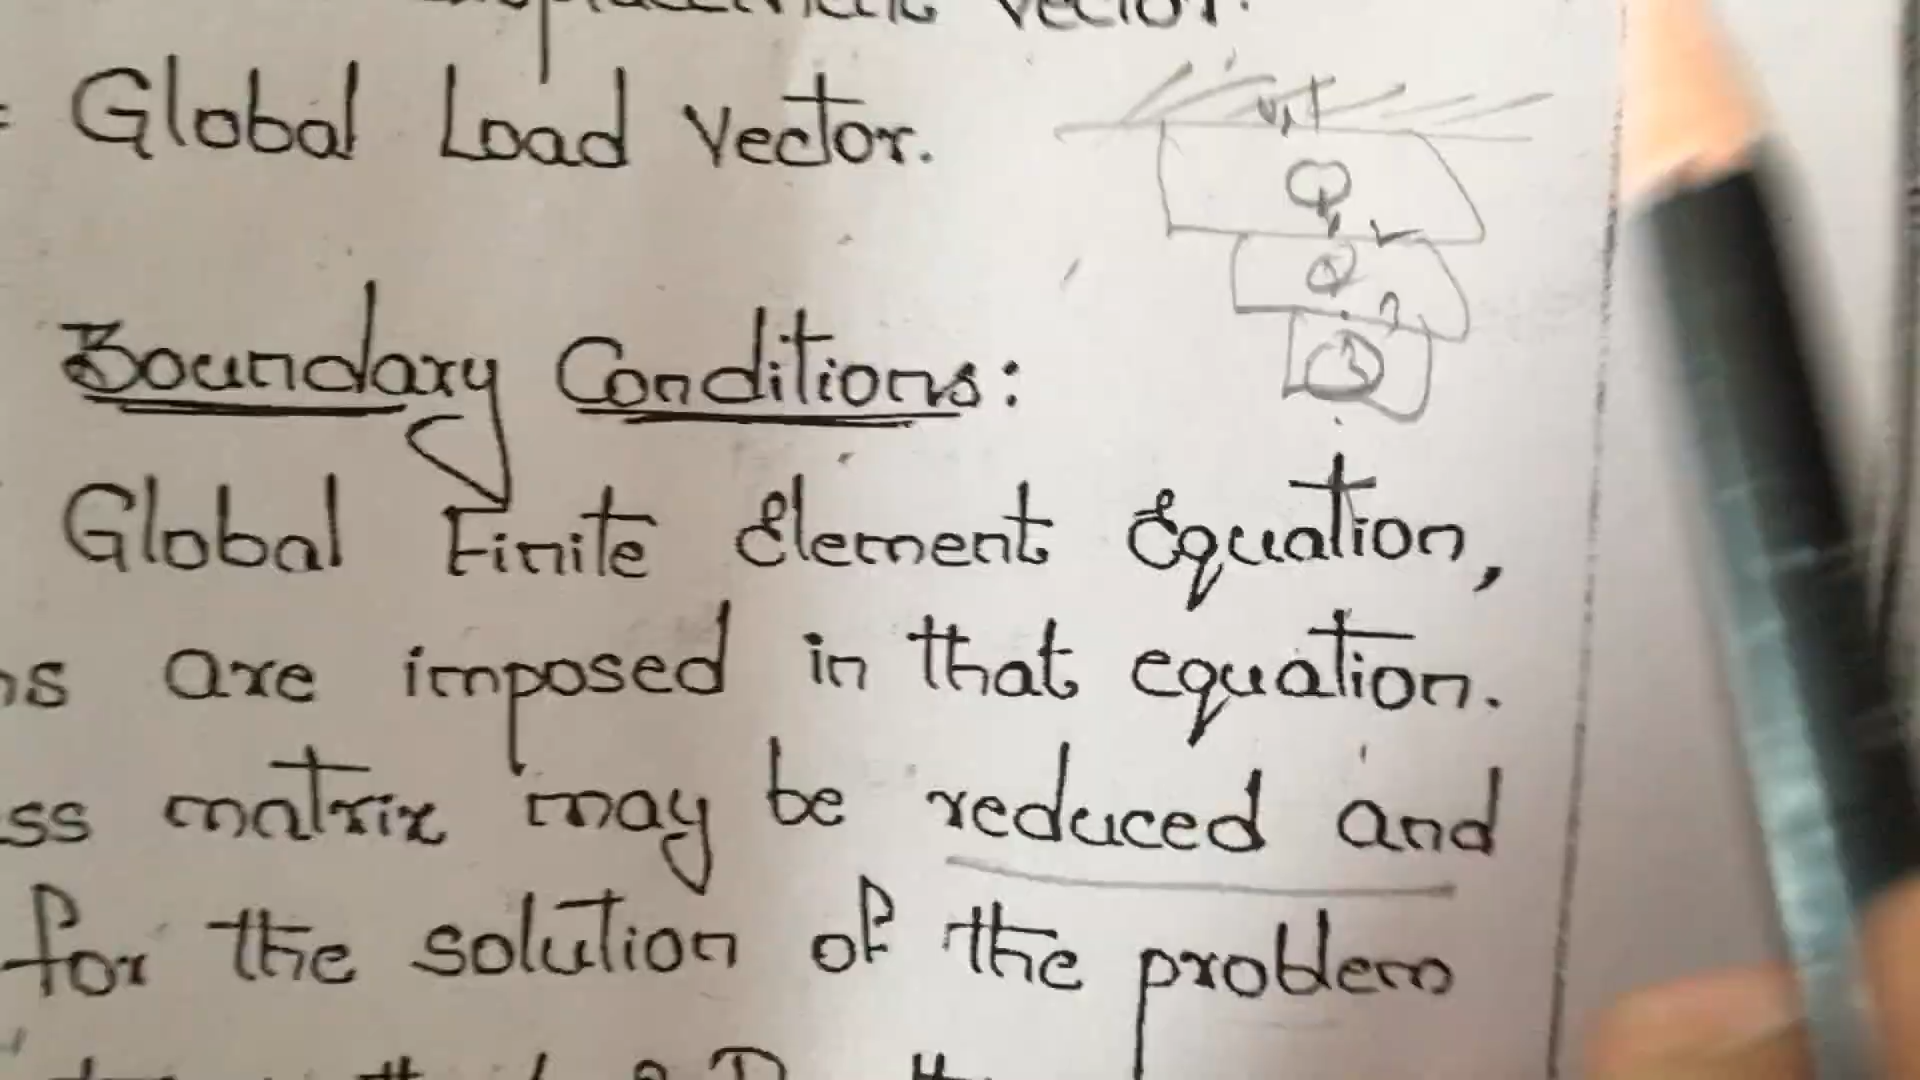 = Global Load Vector.
Boundary Conditions:
Global Finite Element Equation,
are imposed in that equation.
matrix may be reduced and
for the solution of the problem